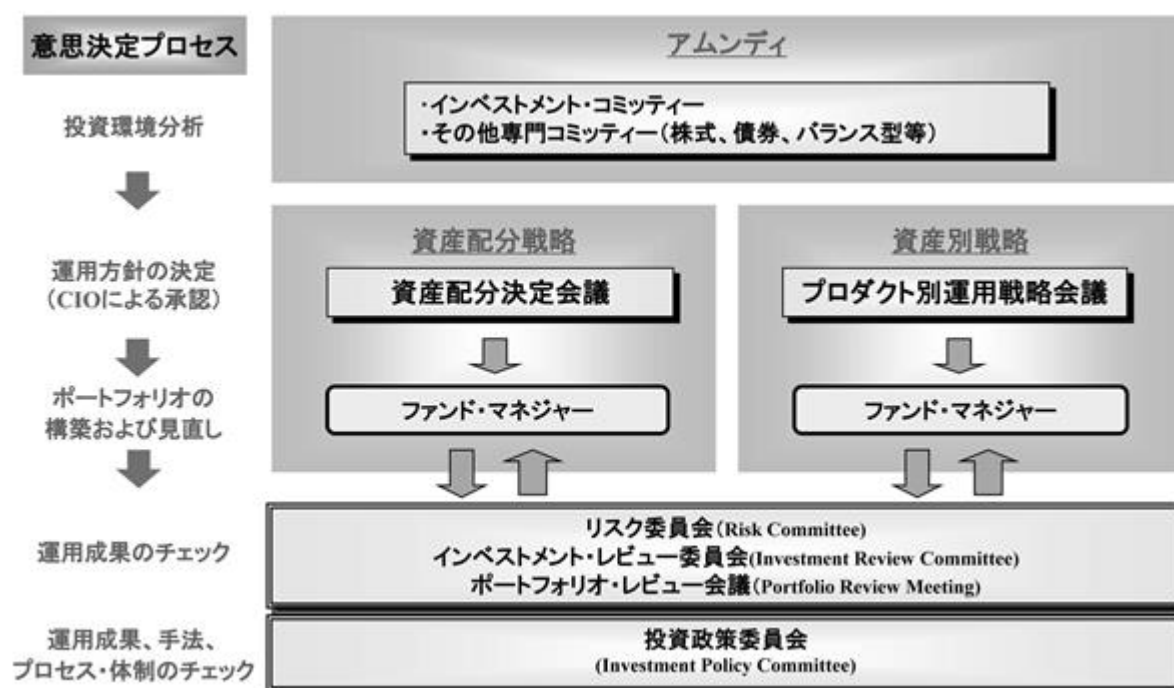 意思決定プロセス
アムンディ
投資環境分析
・インベストメント・コミッティー
・その他専門コミッティー（株式、債券、バランス型等）
資産配分戦略
資産別戦略
運用方針の決定
（CIOによる承認）
資産配分決定会議
プロダクト別運用戦略会議
ポートフォリオの
構築および見直し
ファンド・マネジャー
ファンド・マネジャー
運用成果のチェック
リスク委員会（Risk Committee）
インベストメント・レビュー委員会(Investment Review Committee)
ポートフォリオ・レビュー会議（Portfolio Review Meeting)
運用成果、手法、
プロセス・体制のチェック
投資政策委員会
(Investment Policy Committee)